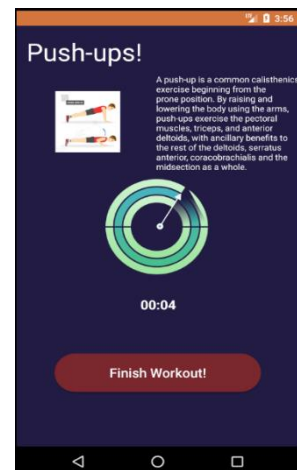 3:56
Push-ups!
A push-up is a common calisthenics
exercise beginning from the
prone position. By raising and
lowering the body using the arms,
push-ups exercise the pectoral
muscles, triceps, and anterior
deltoids, with ancillary benefits to
the rest of the deltoids, serratus
anterior, coracobrachialis and the
midsection as a whole.
00:04
Finish Workout!